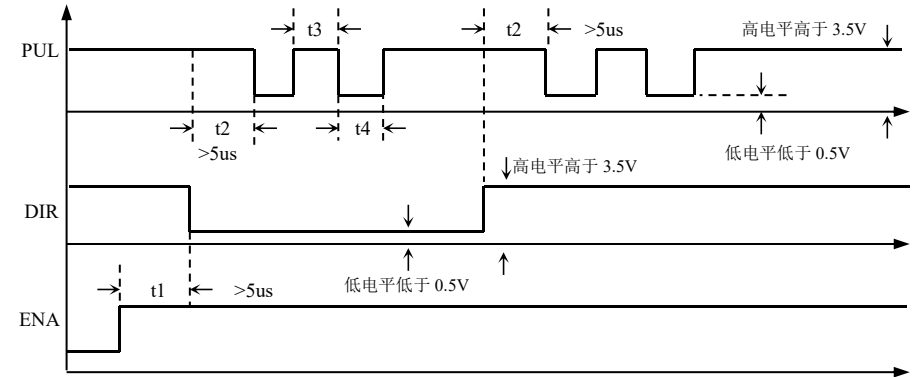 t3
t2 >5us
高电平高于 3.5V
PUL
t2
>5us
t4
低电平低于 0.5V
高电平高于 3.5V
DIR
低电平低于 0.5V
t1 >5us
ENA